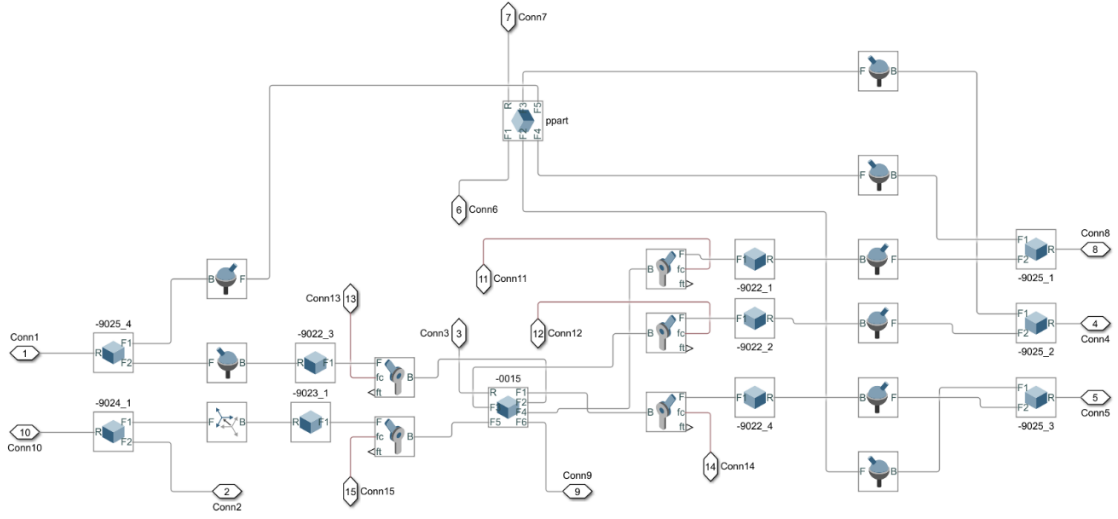 7
Conn7
F
B
R
F3
F5
ppart
F1
F2
F4
F
B
6
Conn6
Conn8
F1
F2
R
8
-9025_1
11
Conn11
B
F
fc
ft
F1
R
-9022_1
F
B
B
F
Conn13
13
12
Conn12
B
F
fc
ft
F1
R
-9022_2
B
F
F1
F2
R
4
Conn4
-9025_2
Conn1
1
-9025_4
R
F1
F2
F
B
-9022_3
R
F1
F
fc
ft
B
Conn3
3
-0015
R
F
F5
F1
F2
F4
F6
B
F
fc
ft
F1
R
-9022_4
B
F
F1
F2
R
5
Conn5
-9025_3
10
Conn10
-9024_1
R
F1
F2
F
B
-9023_1
R
F1
F
fc
ft
B
14
Conn14
F
B
2
Conn2
15
Conn15
Conn9
9